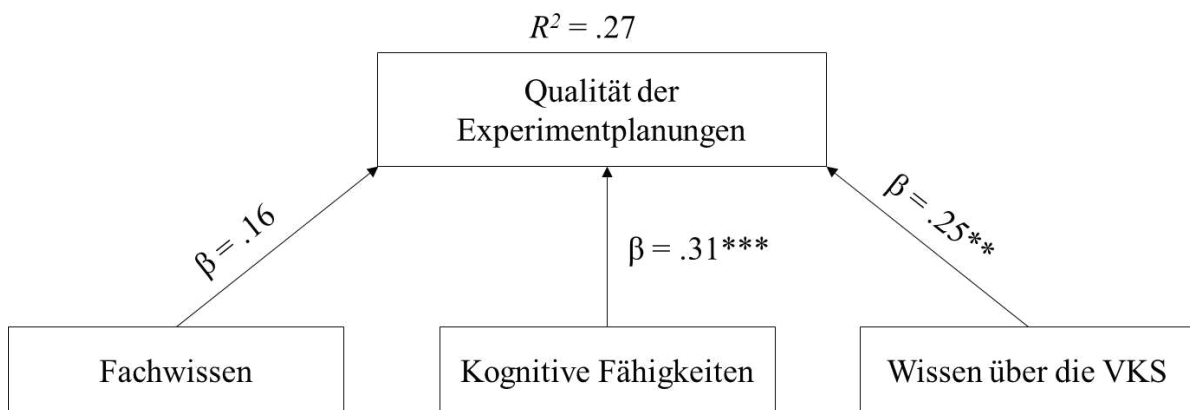 R² = .27
Qualität der
Experimentplanungen
β = .16
β = .31***
β = .25**
Fachwissen
Kognitive Fähigkeiten
Wissen über die VKS